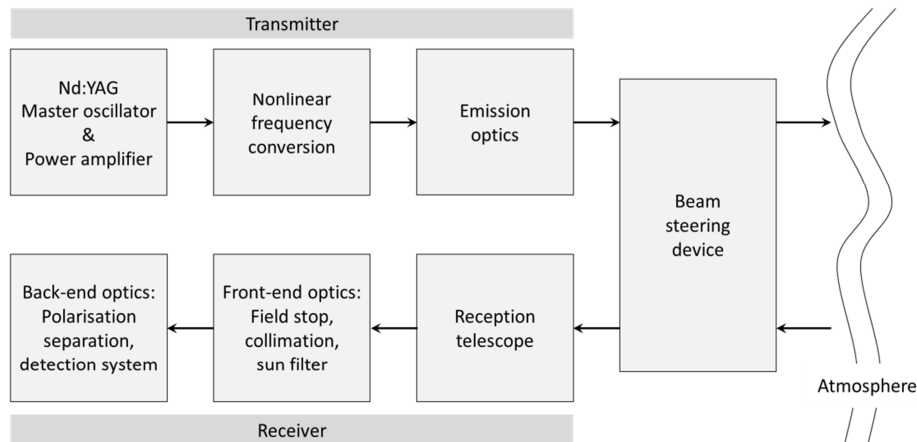 Transmitter
Nd:YAG
Master oscillator
&
Power amplifier
Nonlinear
frequency
conversion
Emission
optics
Beam
steering
device
Back-end optics:
Polarisation
separation,
detection system
Front-end optics:
Field stop,
collimation,
sun filter
Reception
telescope
Atmosphere
Receiver